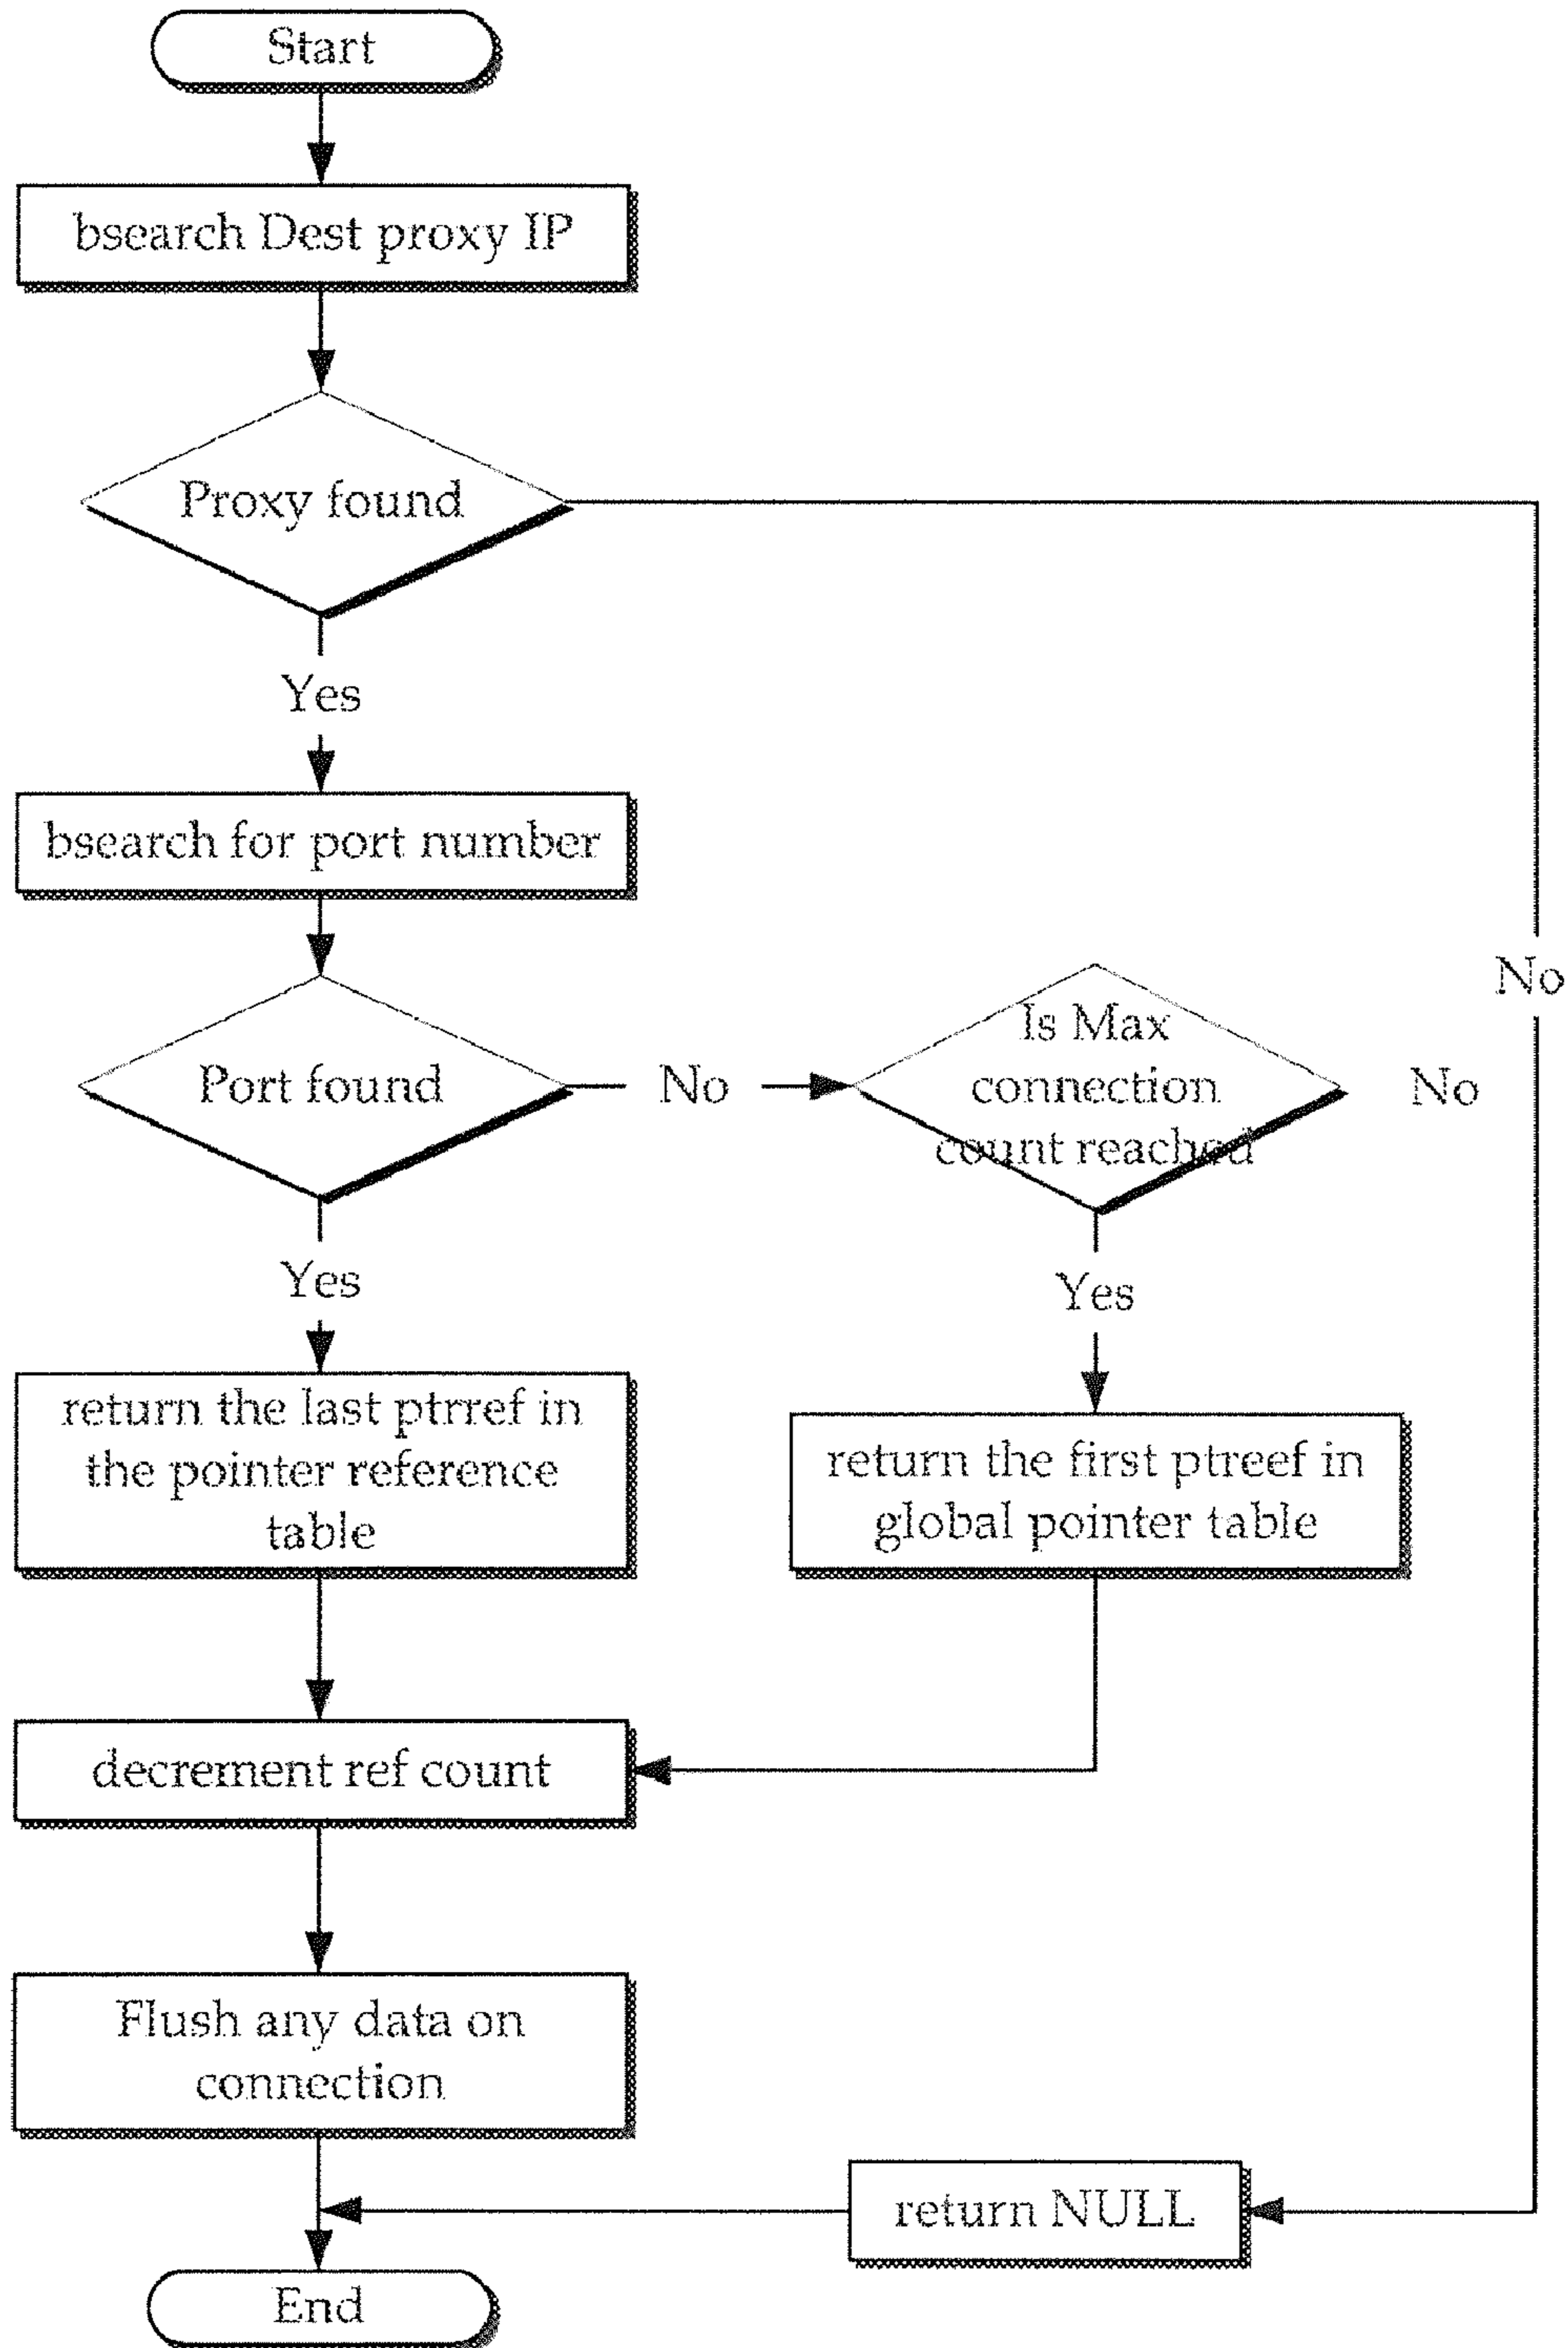 Start
bsearch Dest proxy IP
Proxy found
Yes
bsearch for port number
No
Port found
No
Is Max
connection
count reached
No
Yes
Yes
return the last ptrref in
the pointer reference
table
return the first ptreef in
global pointer table
decrement ref count
Flush any data on
connection
return NULL
End